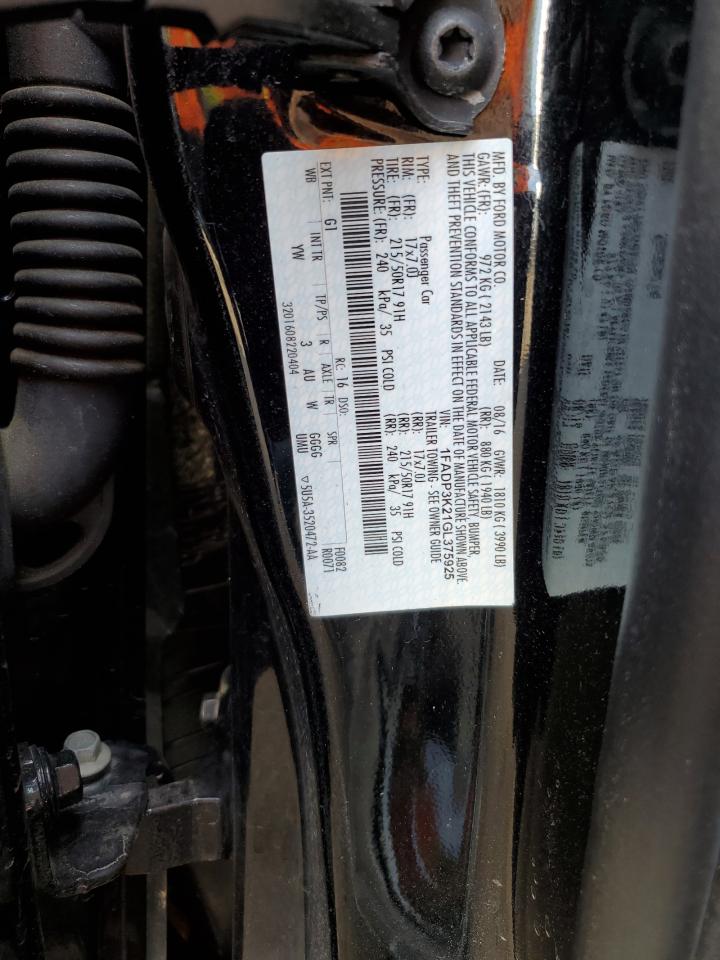 MFD. BY FORD MOTOR CO.
DATE: 08/16 GVWR: 1810 KG ( 3990 LB)
GAWR: (FR): 972 KG ( 2143 LB) (RR): 880 KG ( 1940 LB)
THIS VEHICLE CONFORMS TO ALL APPLICABLE FEDERAL MOTOR VEHICLE SAFETY, BUMPER
AND THEFT PREVENTION STANDARDS IN EFFECT ON THE DATE OF MANUFACTURE SHOWN ABOVE
VIN: 1FADP3K21GL375925
TYPE: Passenger Car TRAILER TOWING - SEE OWNER GUIDE
RIM: (FR): 17x7.0J (RR): 17x7.0J
TIRE: (FR): 215/50R17 91H (RR): 215/50R17 91H
PRESSURE: (FR): 240 kPa/ 35 PSI COLD (RR): 240 kPa/ 35 PSI COLD
EXT PNT: G1 RC: 16 DSO: F0082
WB INT TR TP/PS R AXLE TR SPR R0071
YW 3 AU W GGGG
UMU
3201608220404 ▽5U5A-3520472-AA